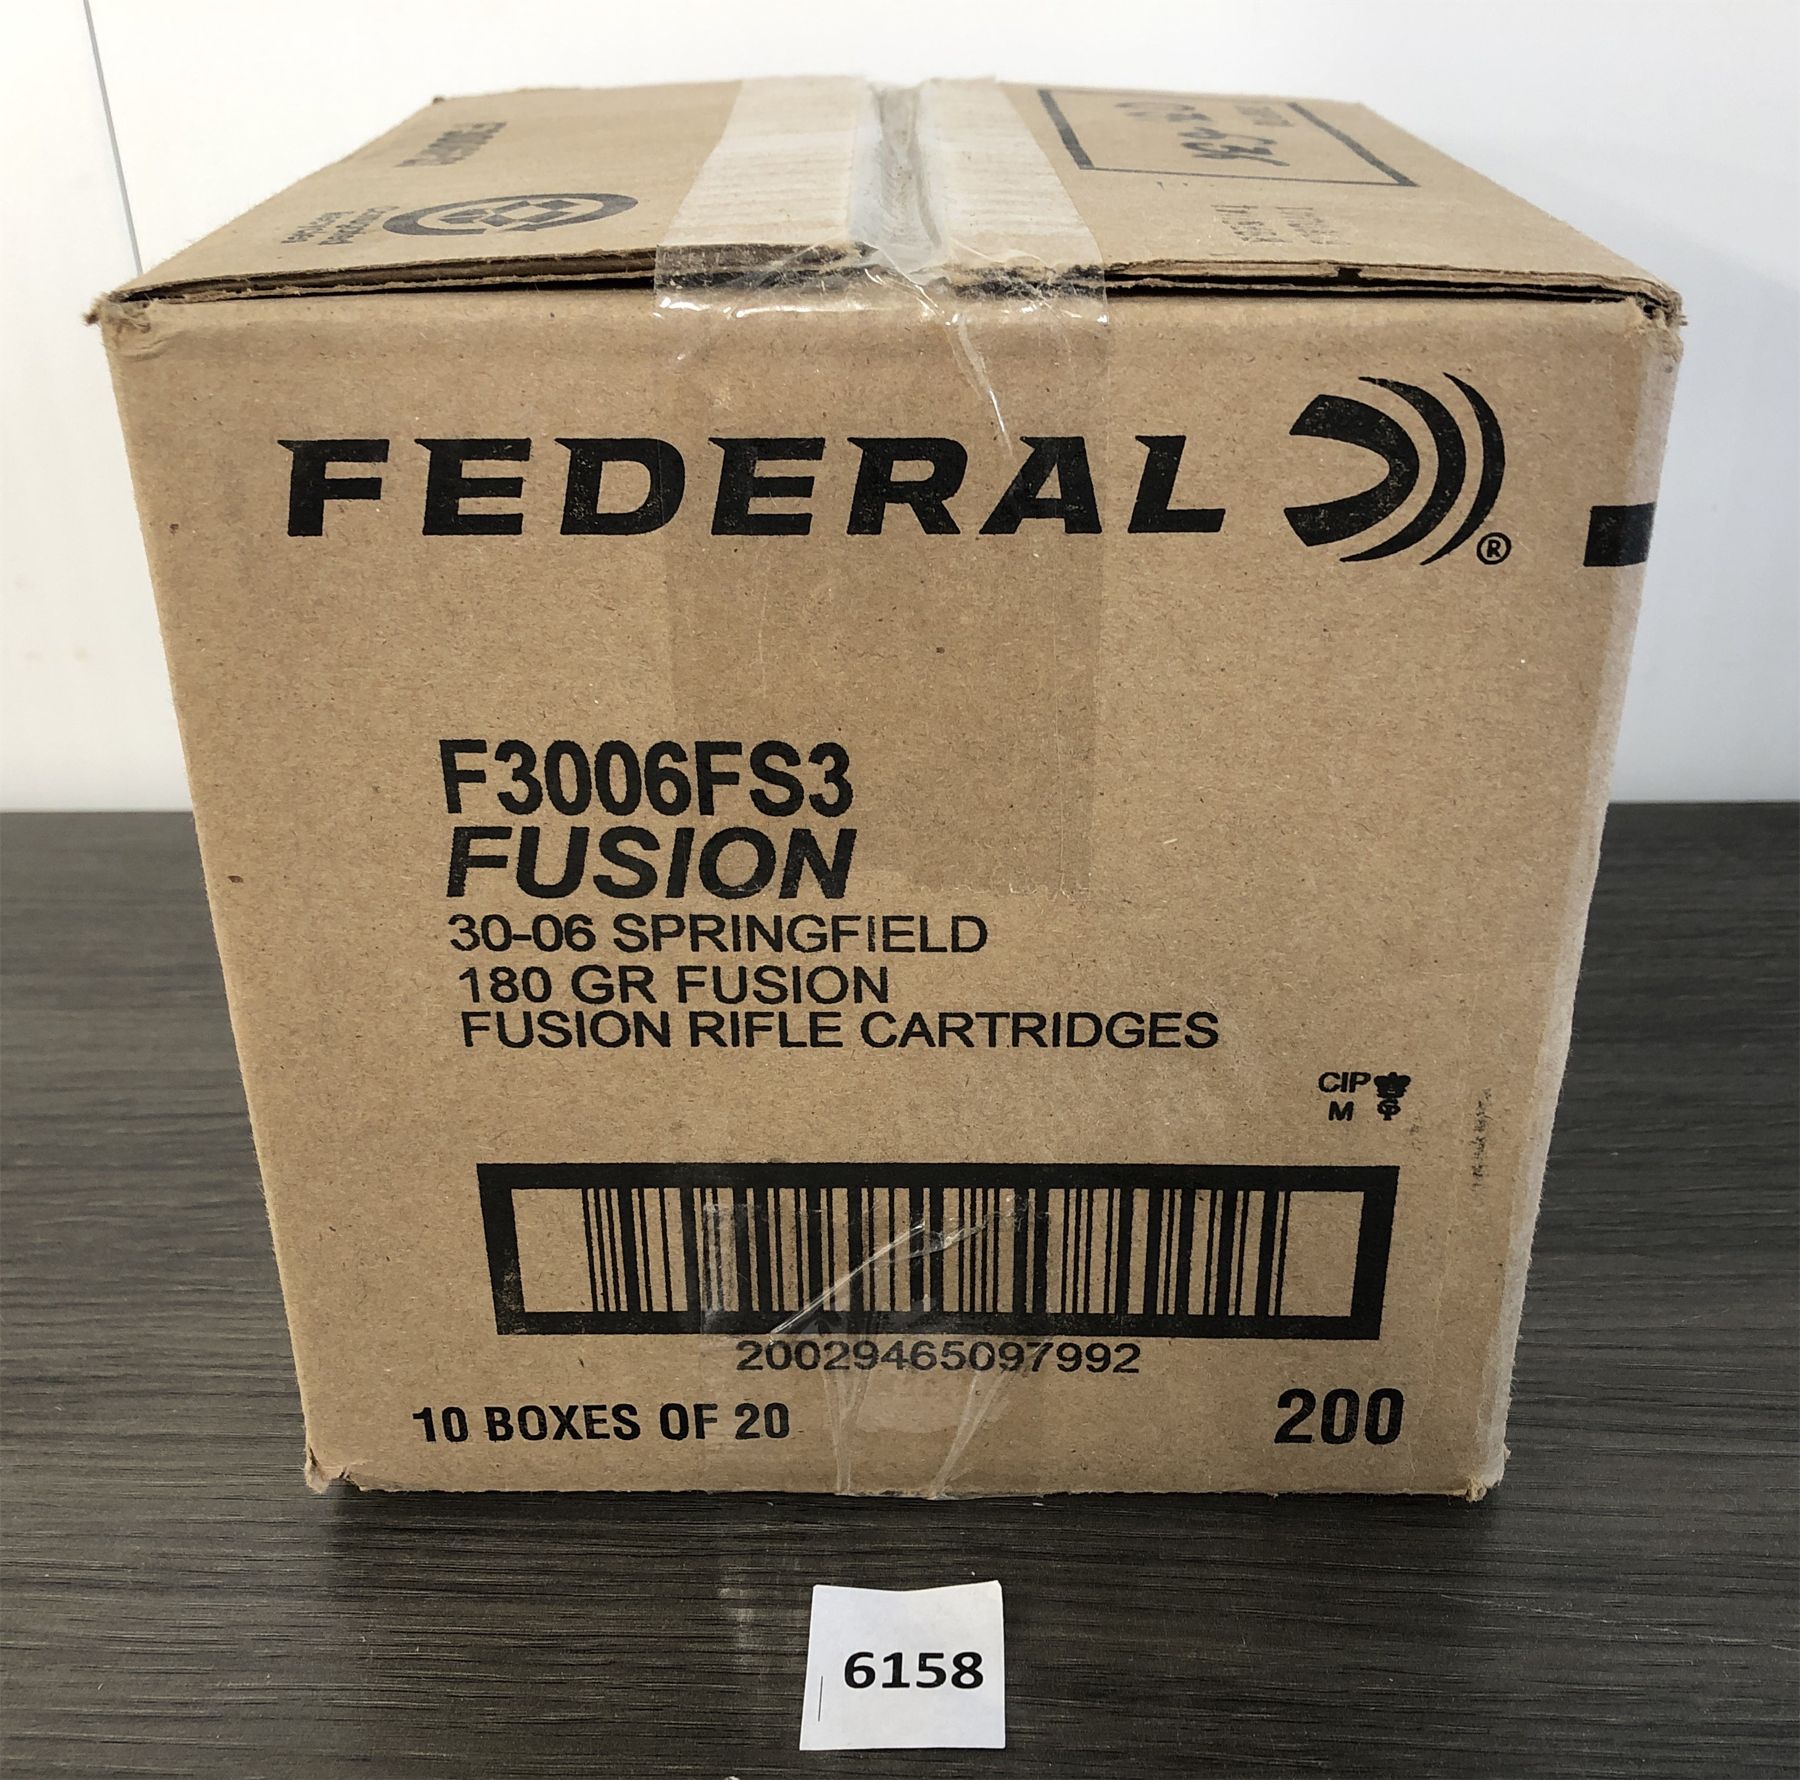 FEDERAL ®
F3006FS3
FUSION
30-06 SPRINGFIELD
180 GR FUSION
FUSION RIFLE CARTRIDGES
CIP
M
20029465097992
10 BOXES OF 20
200
6158